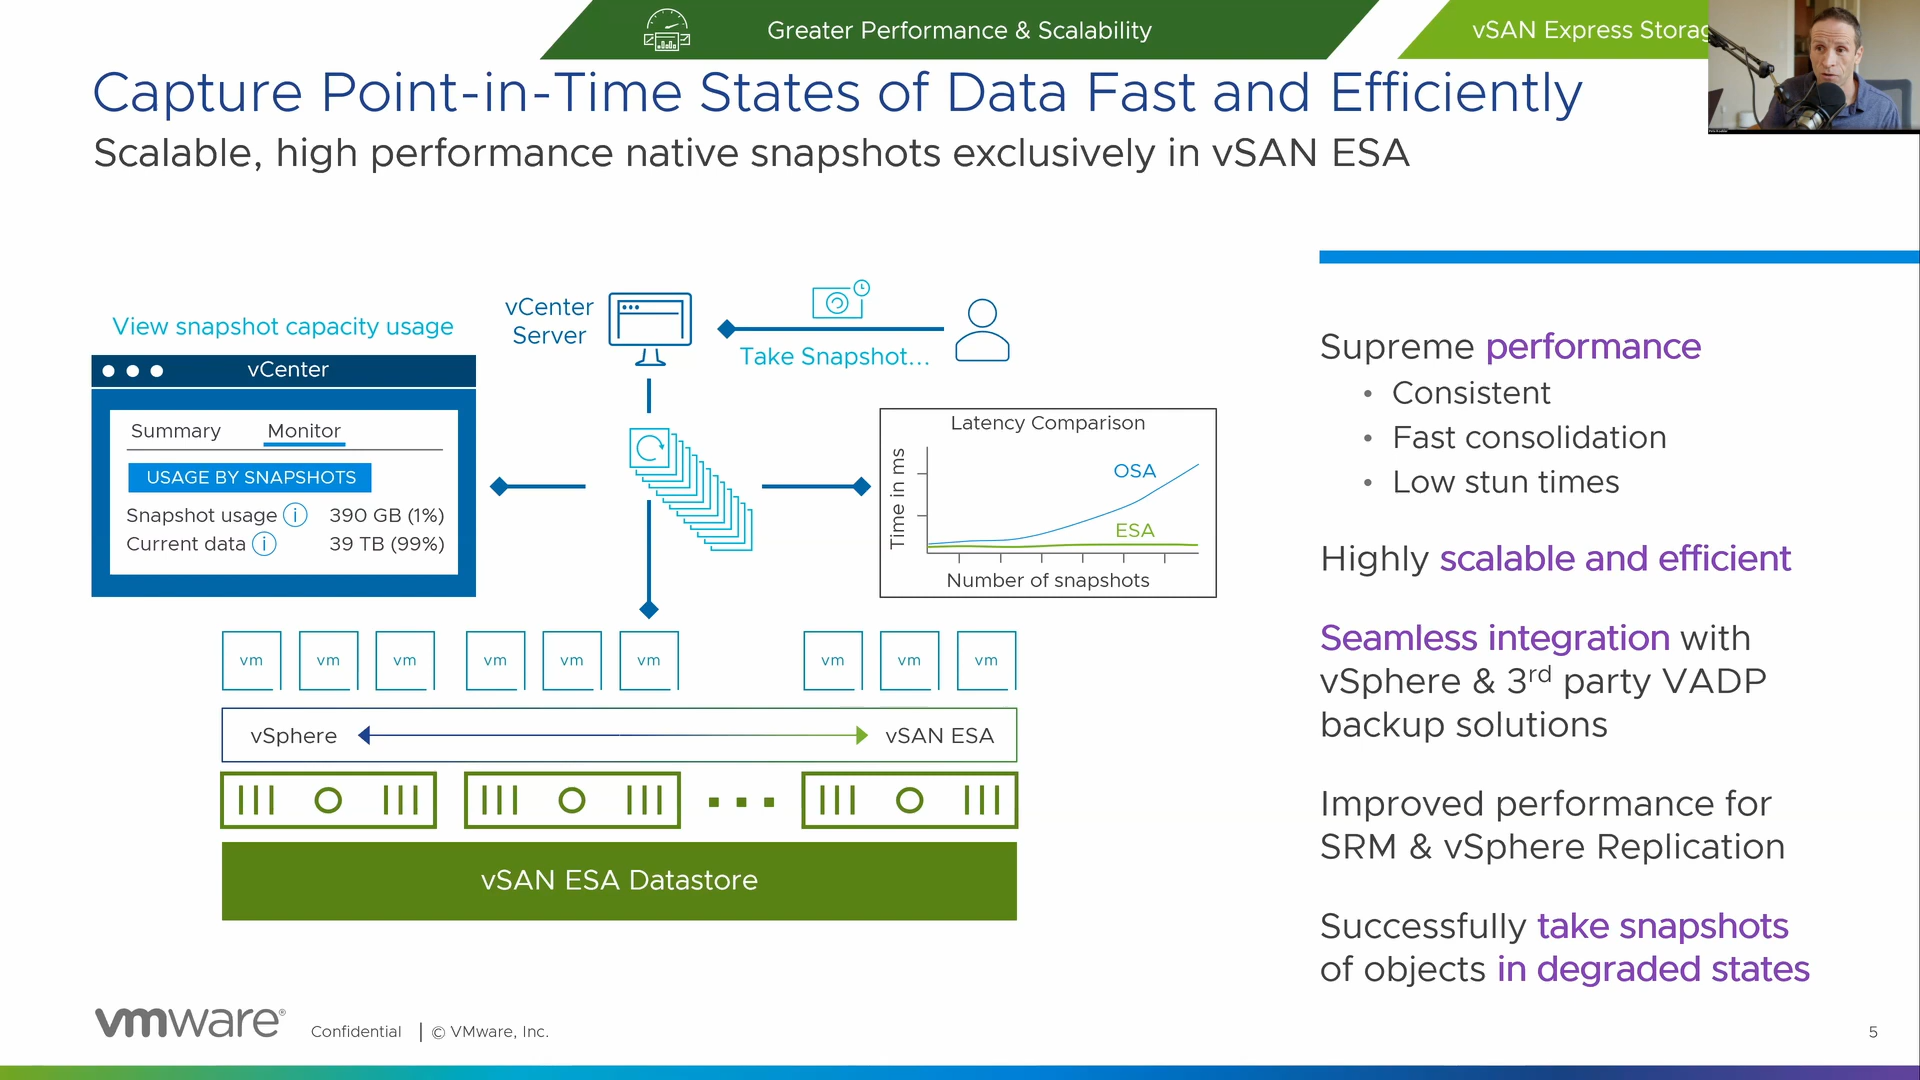 Greater Performance & Scalability
vSAN Express Storag
Capture Point-in-Time States of Data Fast and Efficiently
Scalable, high performance native snapshots exclusively in vSAN ESA
View snapshot capacity usage
vCenter
Summary Monitor
USAGE BY SNAPSHOTS
Snapshot usage i 390 GB (1%)
Current data i 39 TB (99%)
vCenter
Server
Take Snapshot...
Latency Comparison
Time in ms
OSA
ESA
Number of snapshots
vm vm vm vm vm vm vm vm vm
vSphere vSAN ESA
vSAN ESA Datastore
Supreme performance
• Consistent
• Fast consolidation
• Low stun times
Highly scalable and efficient
Seamless integration with
vSphere & 3rd party VADP
backup solutions
Improved performance for
SRM & vSphere Replication
Successfully take snapshots
of objects in degraded states
vmware® Confidential | © VMware, Inc.
5